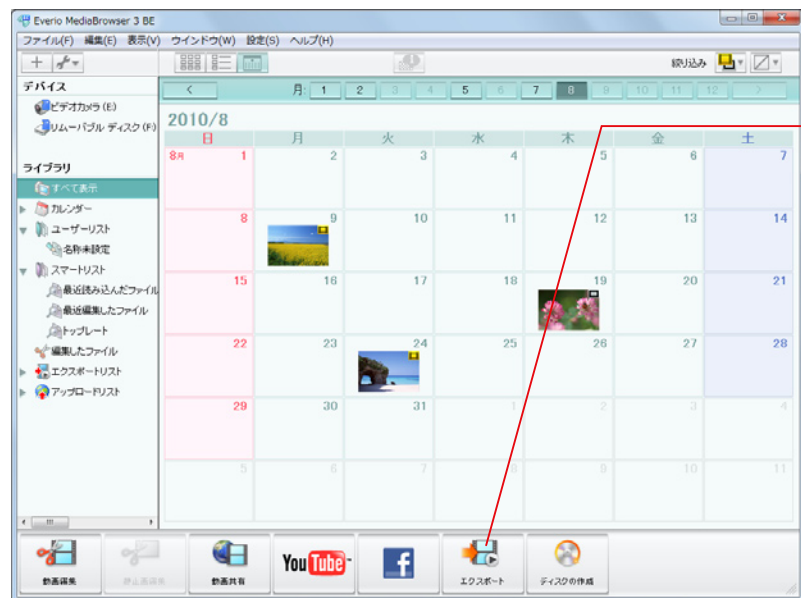 Everio MediaBrowser 3 BE
ファイル(F) 編集(E) 表示(V) ウインドウ(W) 設定(S) ヘルプ(H)
絞り込み
デバイス
ビデオカメラ (E)
リムーバブル ディスク (F)
ライブラリ
すべて表示
カレンダー
ユーザーリスト
名称未設定
スマートリスト
最近読み込んだファイル
最近編集したファイル
トップレート
編集したファイル
エクスポートリスト
アップロードリスト
< 月: 1 2 3 4 5 6 7 8 9 10 11 12 >
2010/8
日 月 火 水 木 金 土
8月 1 2 3 4 5 6 7
8 9 10 11 12 13 14
15 16 17 18 19 20 21
22 23 24 25 26 27 28
29 30 31 1 2 3 4
5 6 7 8 9 10 11
動画編集 静止画編集 動画共有 YouTube f エクスポート ディスクの作成